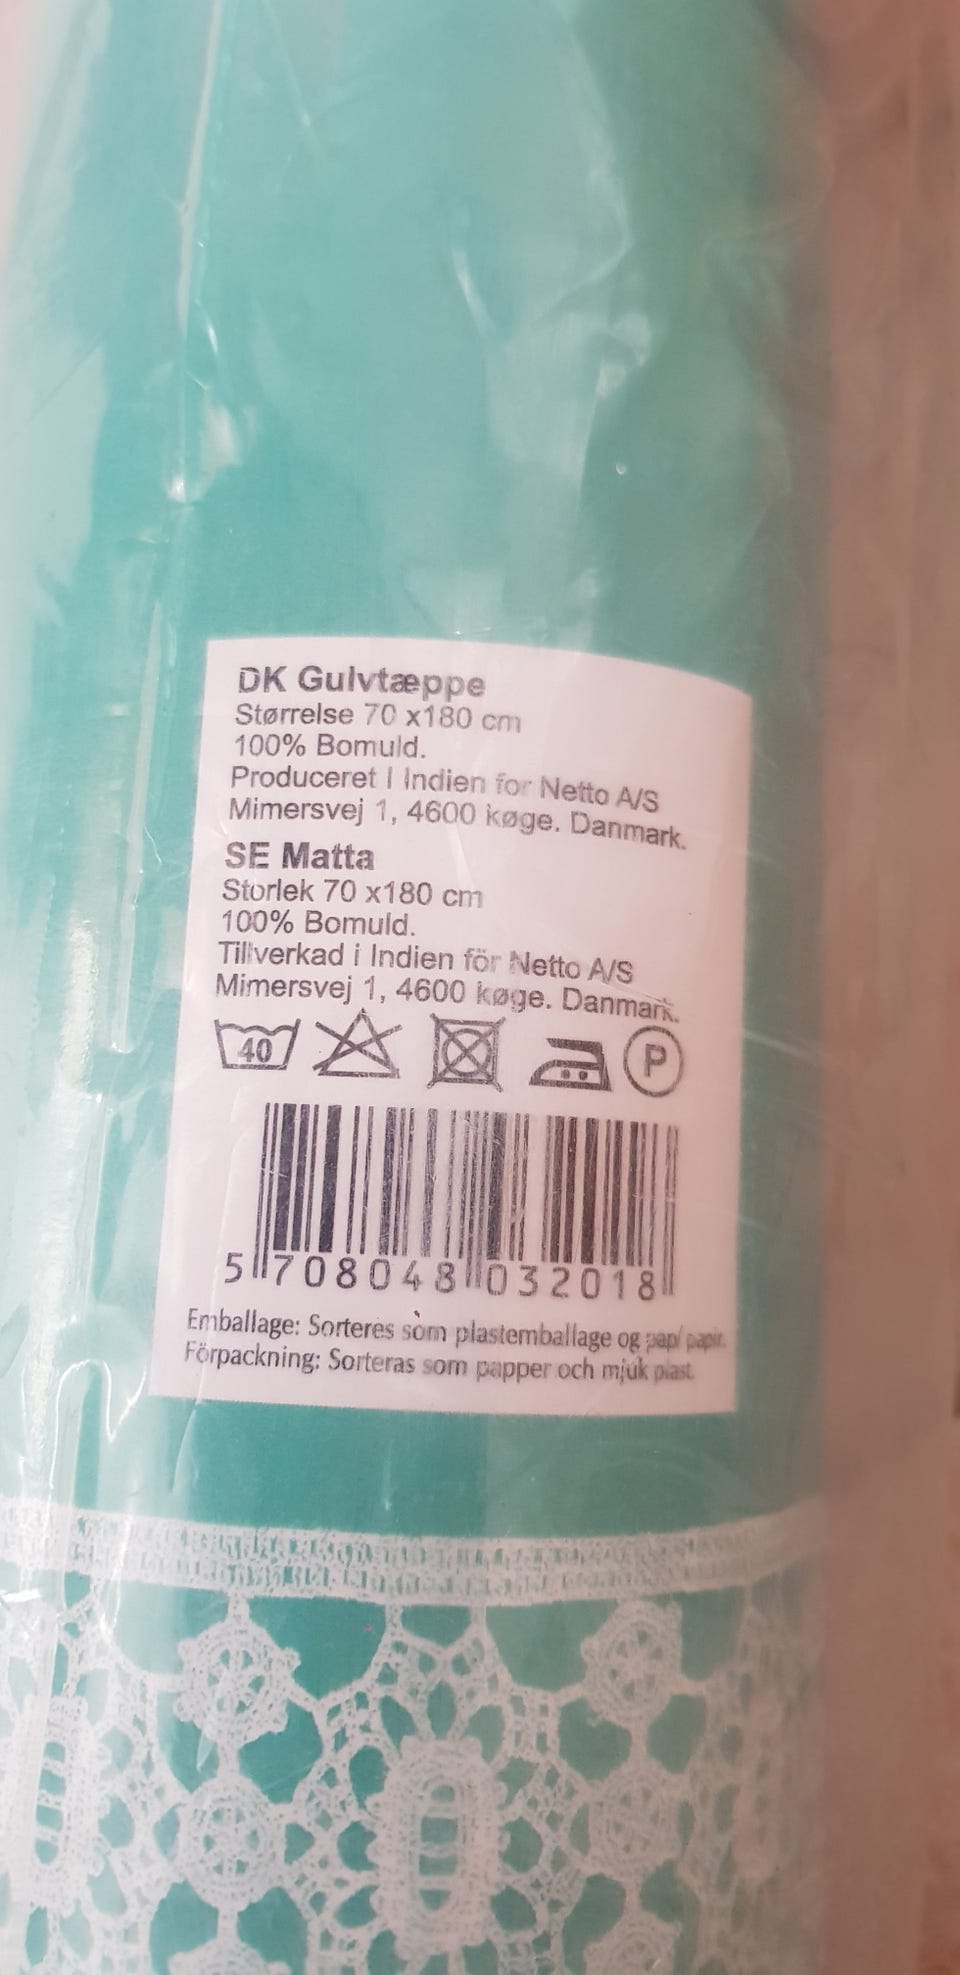 DK Gulvtæppe
Størrelse 70 x180 cm
100% Bomuld.
Produceret I Indien for Netto A/S
Mimersvej 1, 4600 køge. Danmark.
SE Matta
Storlek 70 x180 cm
100% Bomuld.
Tillverkad i Indien för Netto A/S
Mimersvej 1, 4600 køge. Danmark.
40 P
5 708048 032018
Emballage: Sorteres som plastemballage og pap/ papir.
Förpackning: Sorteras som papper och mjuk plast.